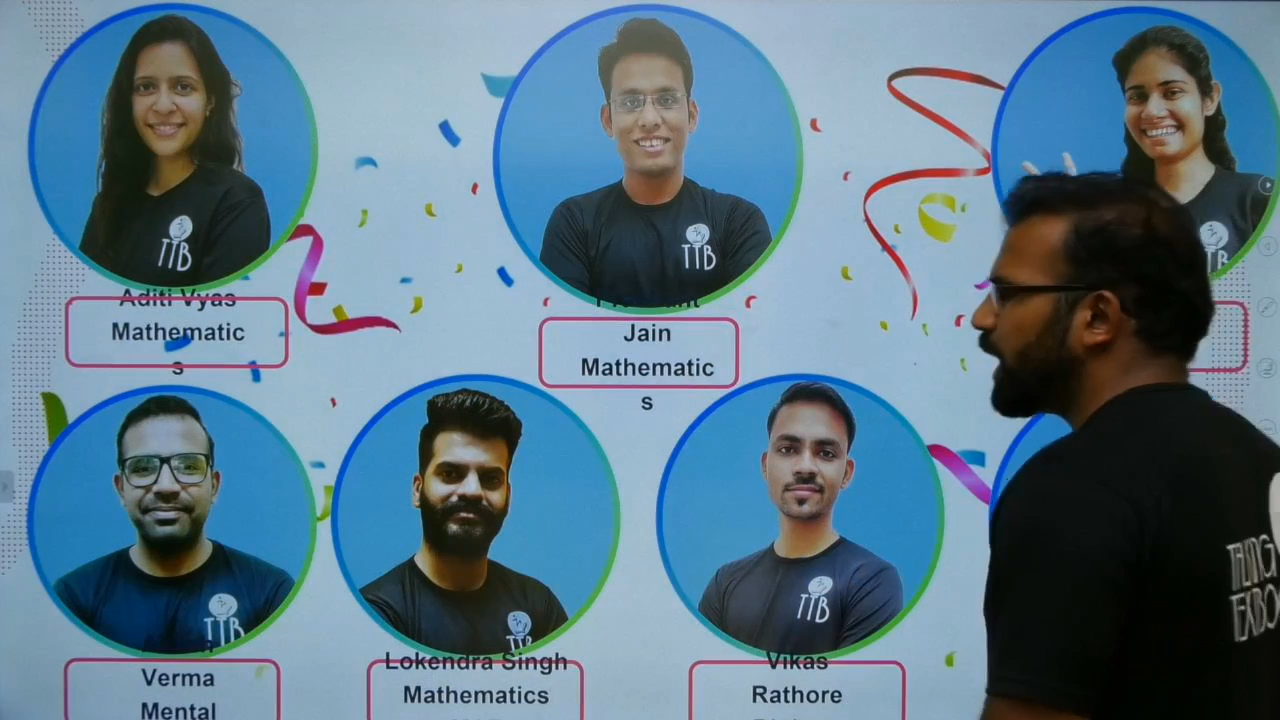 TTB
TTB
Aditi Vyas
Mathematic
s
Jain
Mathematic
s
TTB
TTB
TTB
Verma
Mental
Lokendra Singh
Mathematics
Vikas
Rathore